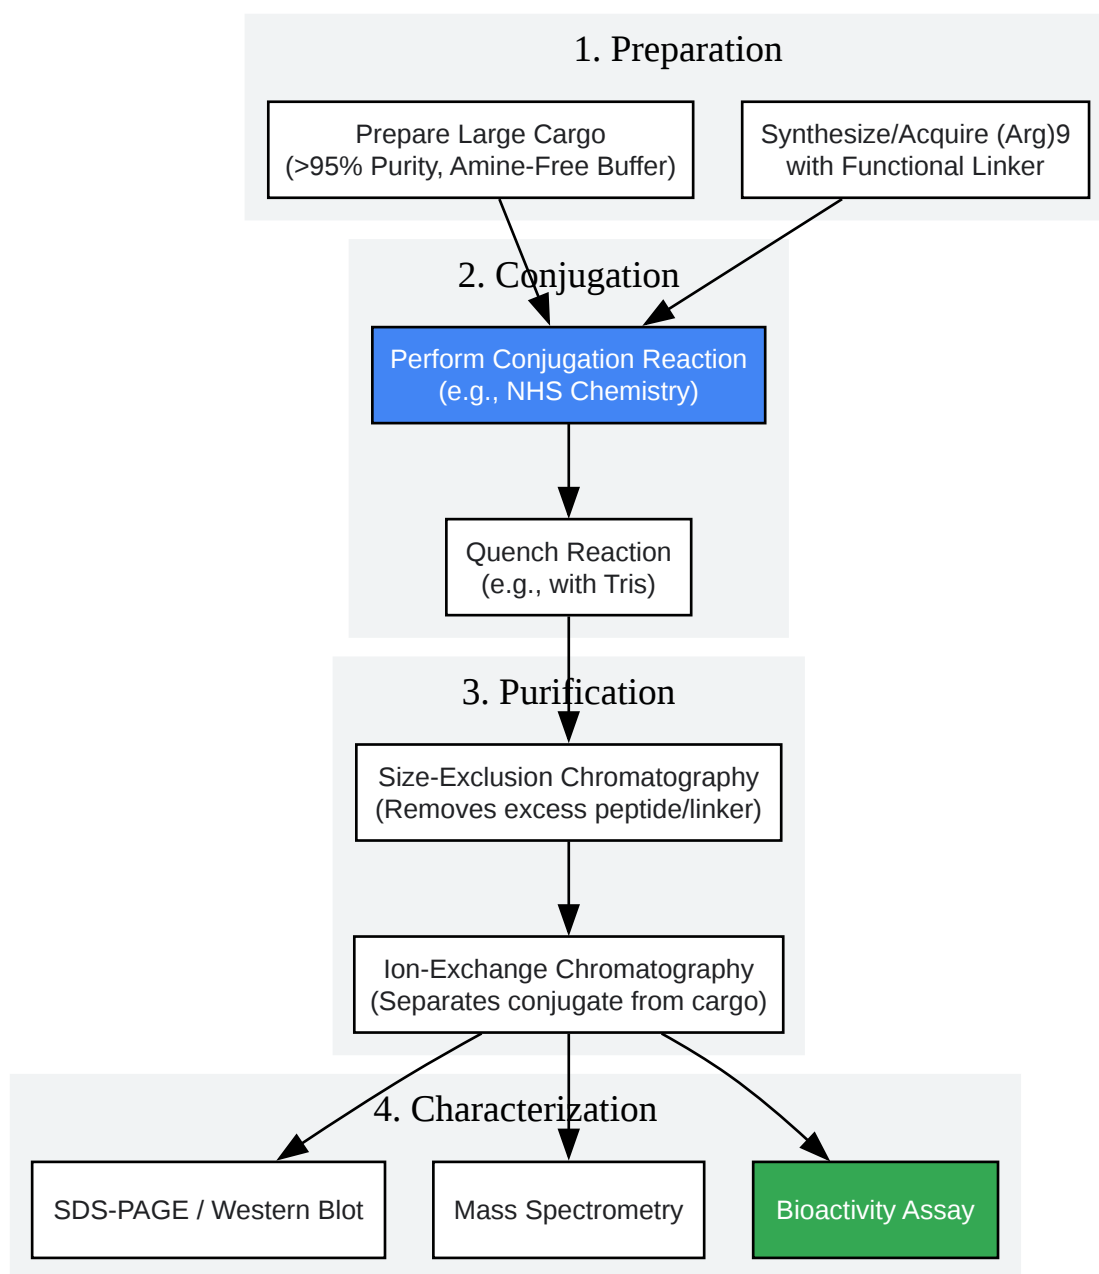 1. Preparation
Prepare Large Cargo
(>95% Purity, Amine-Free Buffer)
Synthesize/Acquire (Arg)9
with Functional Linker
2. Conjugation
Perform Conjugation Reaction
(e.g., NHS Chemistry)
Quench Reaction
(e.g., with Tris)
3. Purification
Size-Exclusion Chromatography
(Removes excess peptide/linker)
Ion-Exchange Chromatography
(Separates conjugate from cargo)
4. Characterization
SDS-PAGE / Western Blot
Mass Spectrometry
Bioactivity Assay